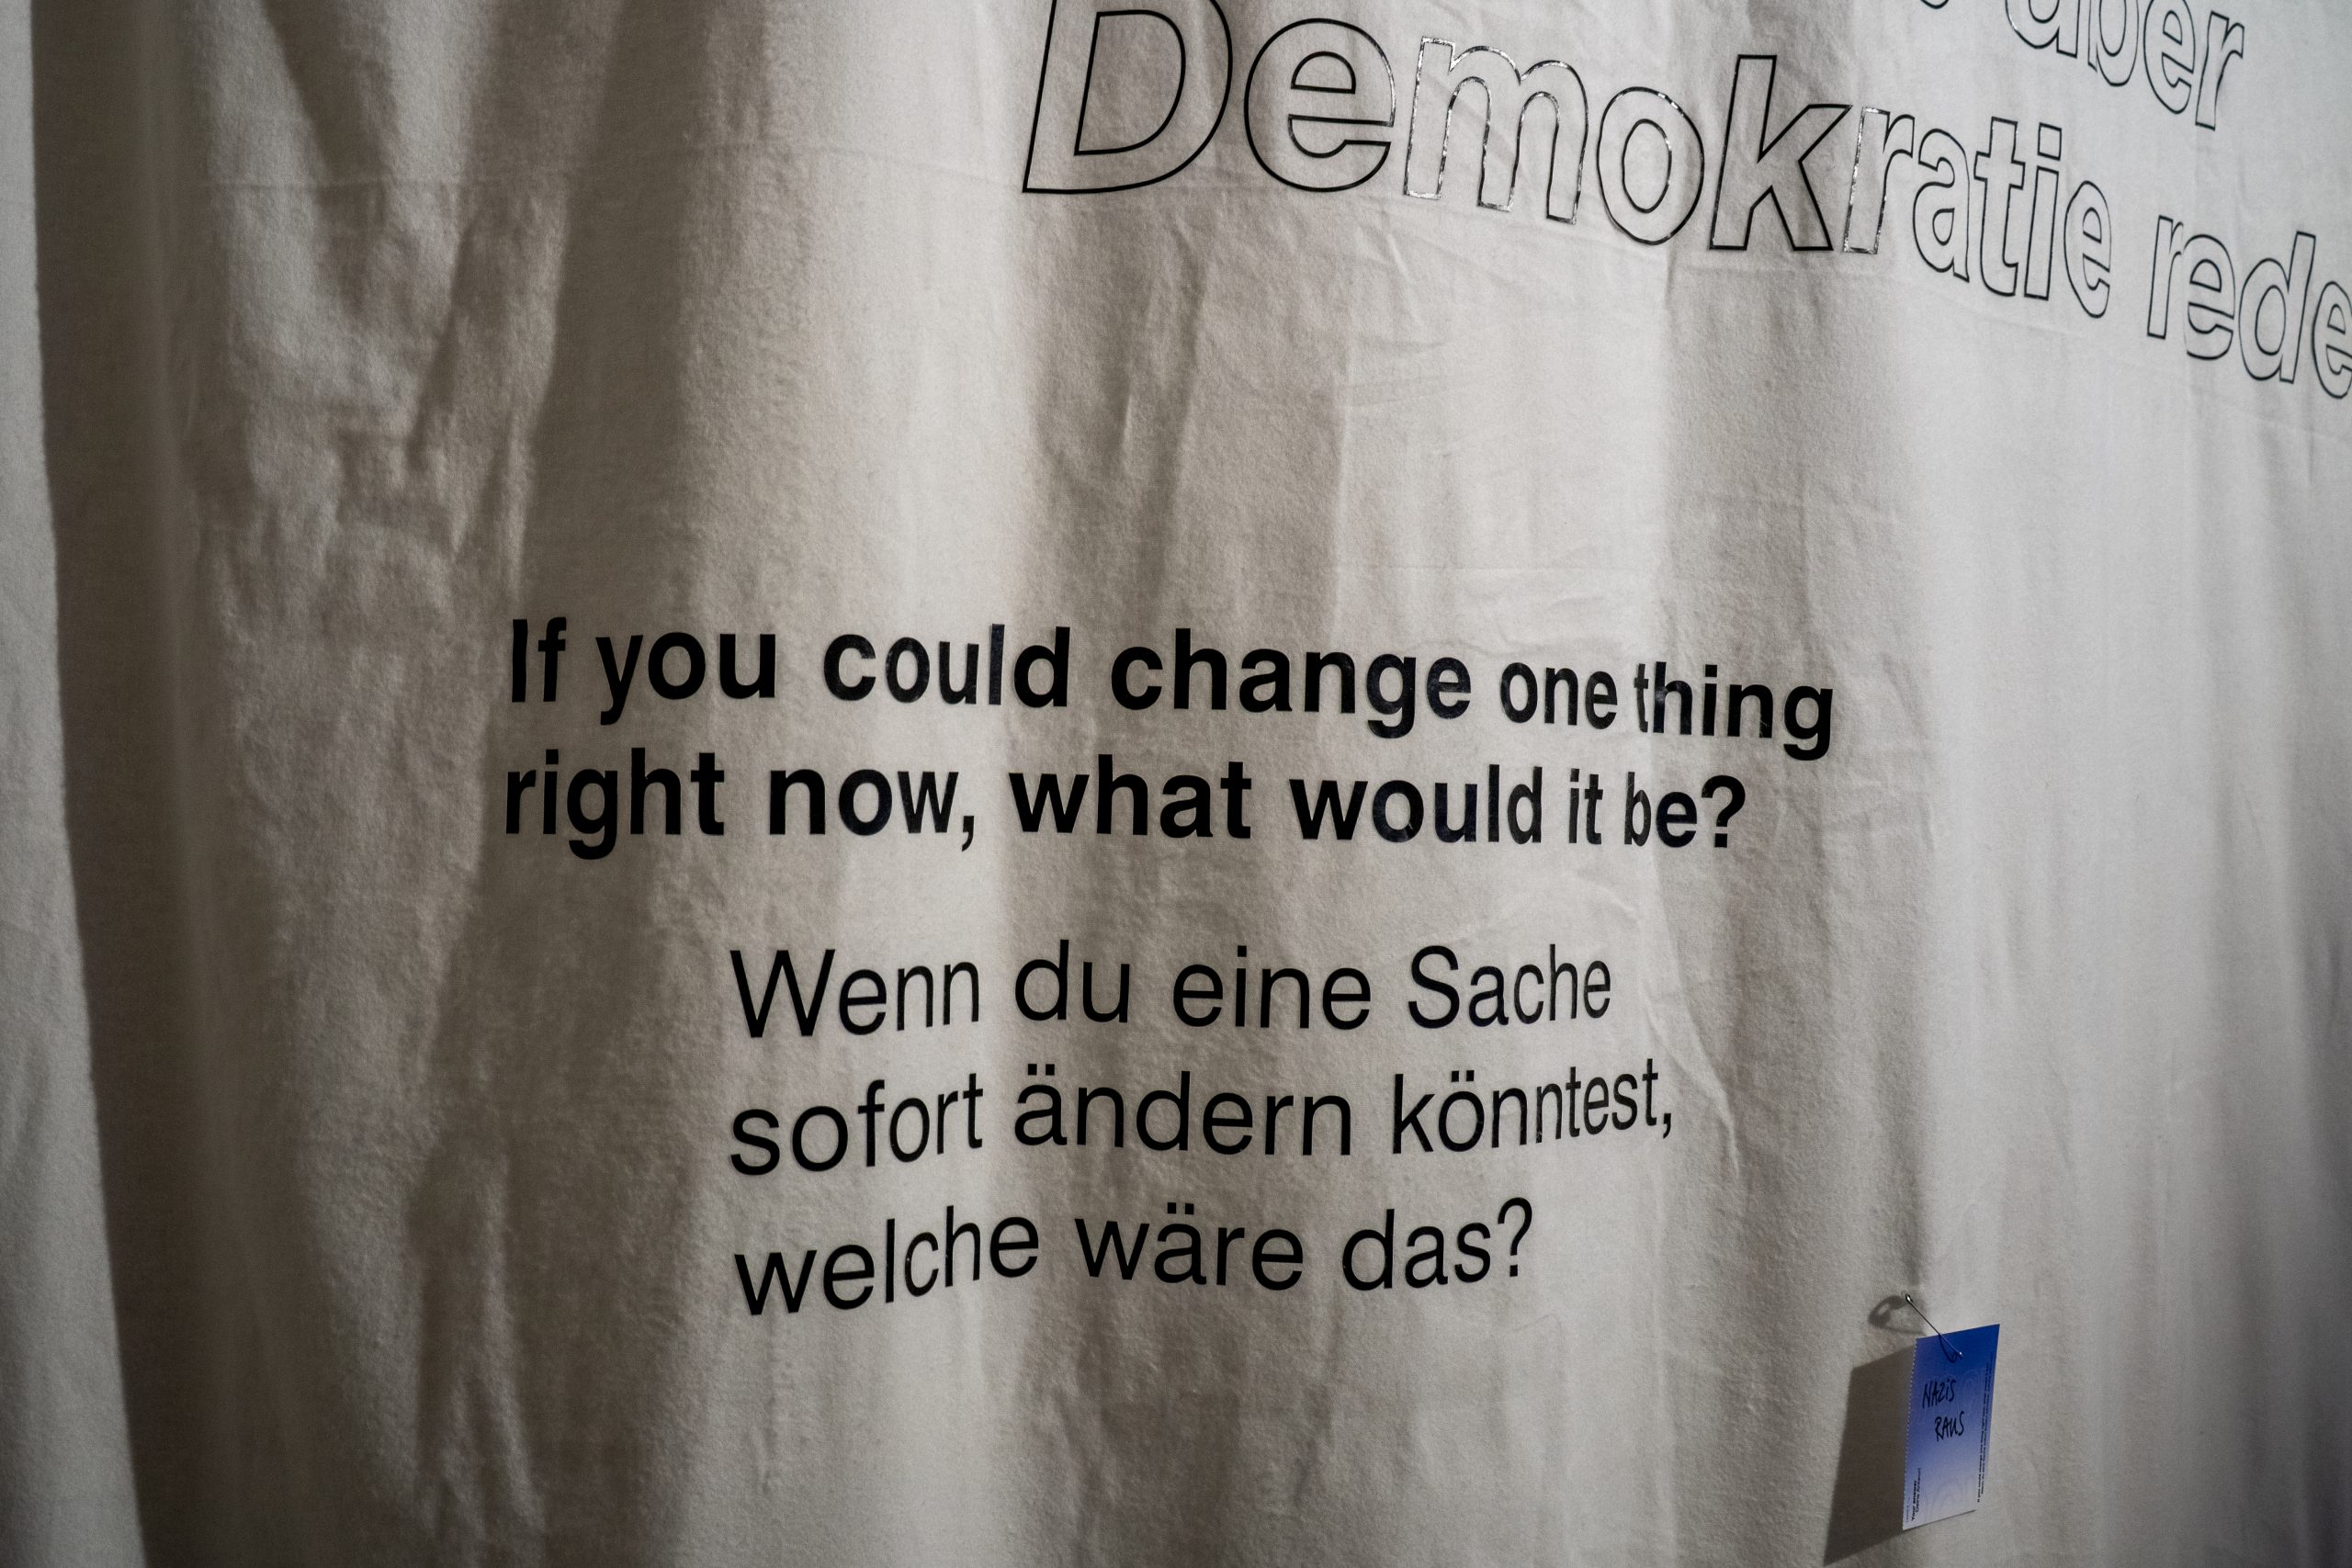 über
Demokratie rede
If you could change one thing
right now, what would it be?
Wenn du eine Sache
sofort ändern könntest,
welche wäre das?
NAZiS
RAUS